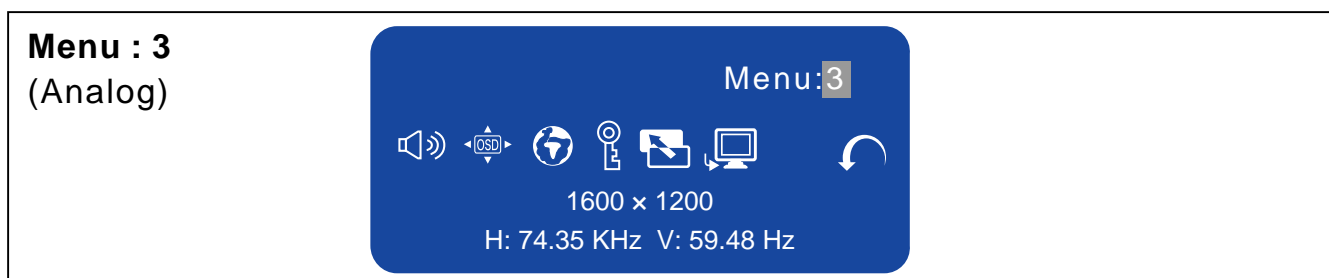 Menu : 3
(Analog)
Menu:3
OSD
1600 × 1200
H: 74.35 KHz V: 59.48 Hz